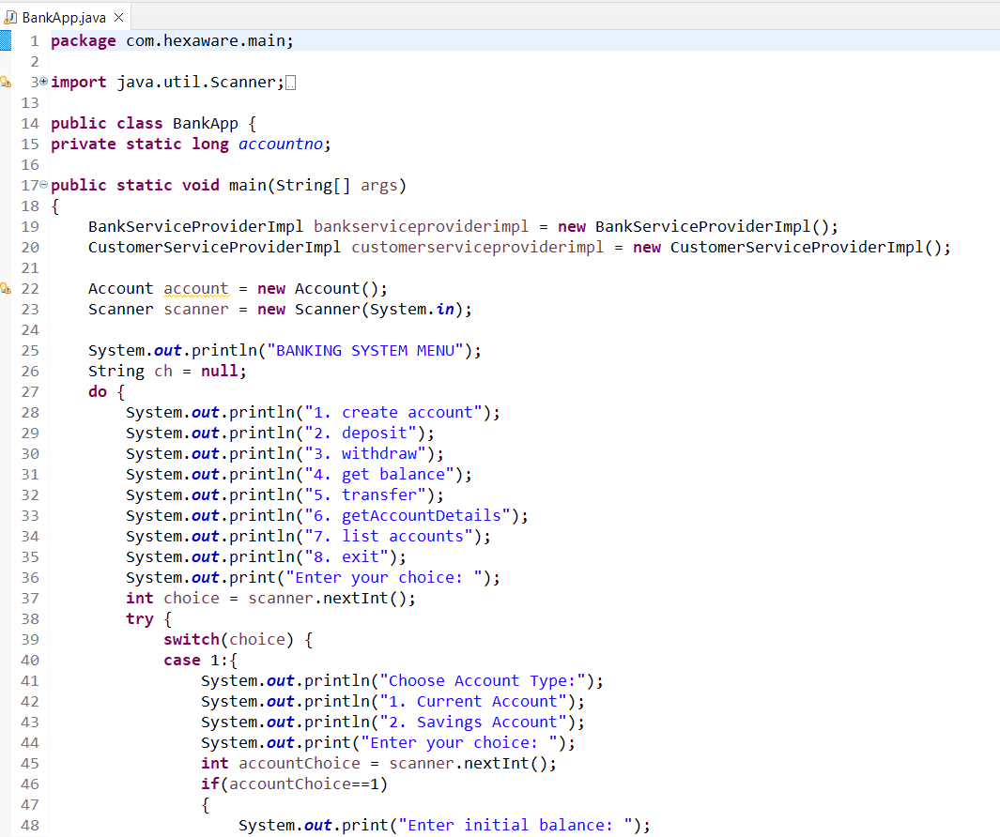 BankApp.java
1 package com.hexaware.main;
2
3 import java.util.Scanner;
13
14 public class BankApp {
15 private static long accountno;
16
17 public static void main(String[] args)
18 {
19     BankServiceProviderImpl bankserviceproviderimpl = new BankServiceProviderImpl();
20     CustomerServiceProviderImpl customerserviceproviderimpl = new CustomerServiceProviderImpl();
21
22     Account account = new Account();
23     Scanner scanner = new Scanner(System.in);
24
25     System.out.println("BANKING SYSTEM MENU");
26     String ch = null;
27     do {
28         System.out.println("1. create account");
29         System.out.println("2. deposit");
30         System.out.println("3. withdraw");
31         System.out.println("4. get balance");
32         System.out.println("5. transfer");
33         System.out.println("6. getAccountDetails");
34         System.out.println("7. list accounts");
35         System.out.println("8. exit");
36         System.out.print("Enter your choice: ");
37         int choice = scanner.nextInt();
38         try {
39             switch(choice) {
40             case 1:{
41                 System.out.println("Choose Account Type:");
42                 System.out.println("1. Current Account");
43                 System.out.println("2. Savings Account");
44                 System.out.print("Enter your choice: ");
45                 int accountChoice = scanner.nextInt();
46                 if(accountChoice==1)
47                 {
48                     System.out.print("Enter initial balance: ");